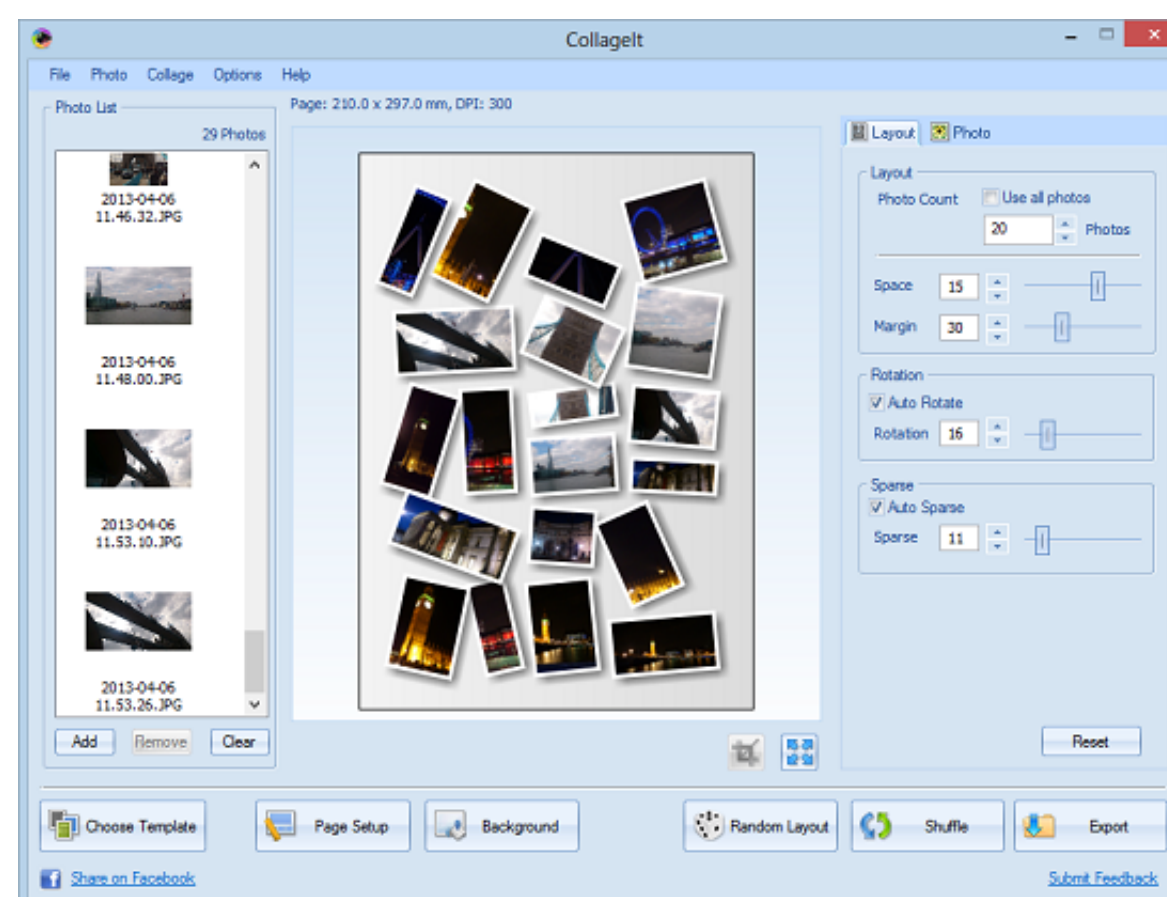 CollageIt
File Photo Collage Options Help
Photo List
29 Photos
2013-04-06
11.46.32.JPG
2013-04-06
11.48.00.JPG
2013-04-06
11.53.10.JPG
2013-04-06
11.53.26.JPG
Add Remove Clear
Page: 210.0 x 297.0 mm, DPI: 300
Layout Photo
Layout
Photo Count Use all photos
20 Photos
Space 15
Margin 30
Rotation
Auto Rotate
Rotation 16
Sparse
Auto Sparse
Sparse 11
Reset
Choose Template Page Setup Background Random Layout Shuffle Export
Share on Facebook Submit Feedback